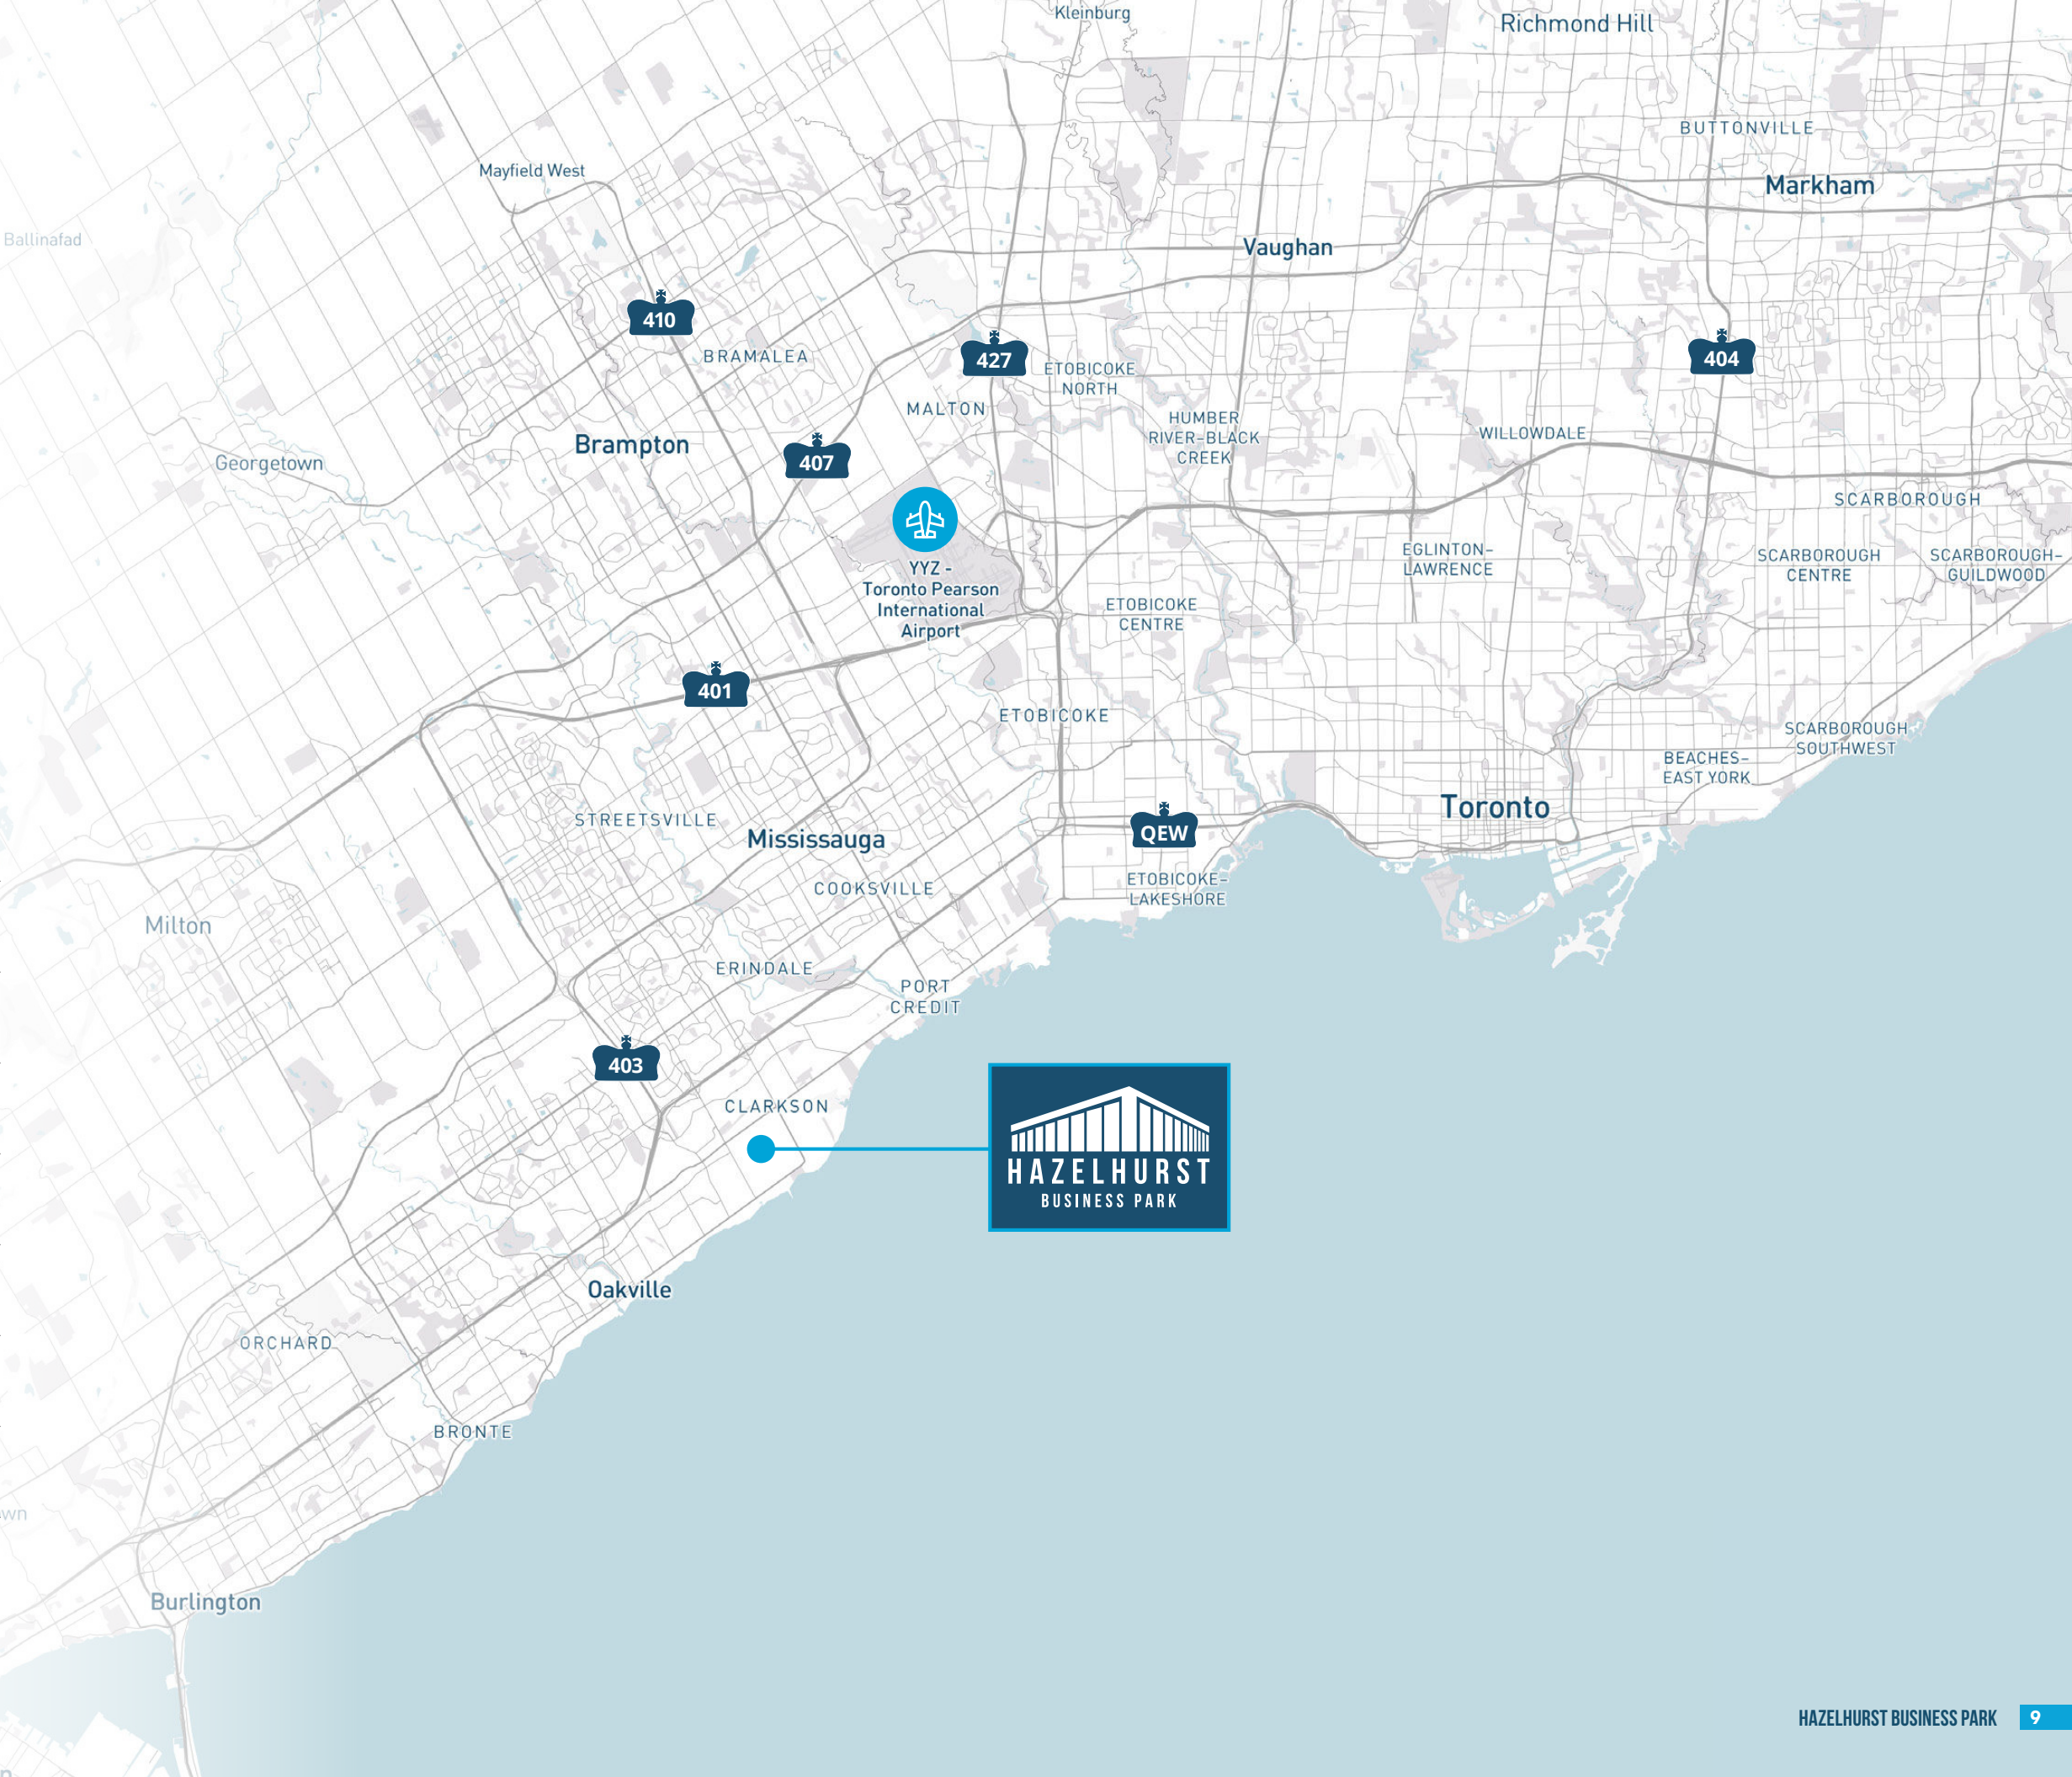 Kleinburg
Richmond Hill
BUTTONVILLE
Mayfield West
Markham
Ballinafad
Vaughan
410
BRAMALEA
427
404
ETOBICOKE
NORTH
MALTON
HUMBER
RIVER-BLACK
CREEK
WILLOWDALE
Brampton
407
Georgetown
SCARBOROUGH
YYZ -
Toronto Pearson
International
Airport
EGLINTON-
LAWRENCE
SCARBOROUGH
CENTRE
SCARBOROUGH-
GUILDWOOD
ETOBICOKE
CENTRE
401
ETOBICOKE
SCARBOROUGH
SOUTHWEST
BEACHES-
EAST YORK
Toronto
STREETSVILLE
Mississauga
QEW
COOKSVILLE
ETOBICOKE-
LAKESHORE
Milton
ERINDALE
PORT
CREDIT
403
CLARKSON
HAZELHURST
BUSINESS PARK
Oakville
ORCHARD
BRONTE
Burlington
HAZELHURST BUSINESS PARK 9